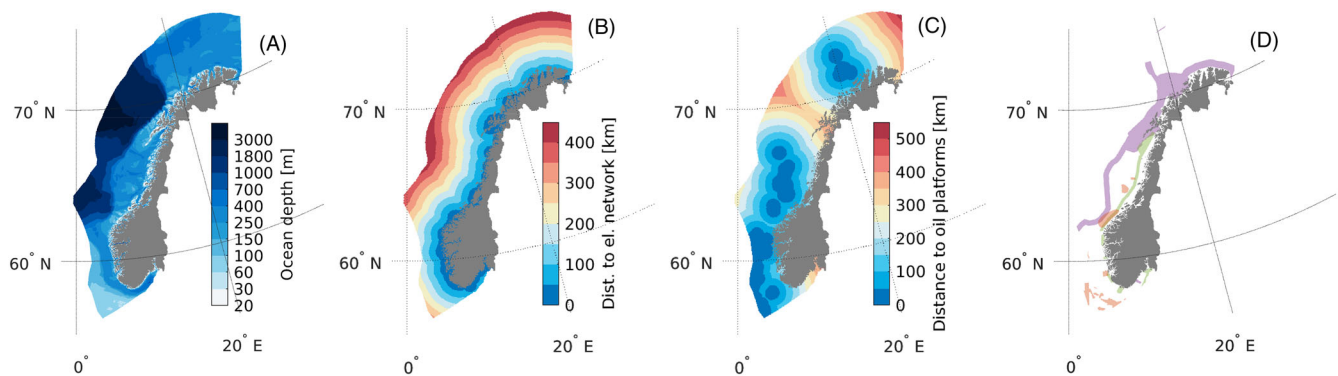 (A)
70° N
60° N
0°
20° E
3000
1800
1000
700
400
250
150
100
60
30
20
Ocean depth [m]
(B)
70° N
60° N
0°
20° E
400
300
200
100
0
Dist. to el. network [km]
(C)
70° N
60° N
0°
20° E
500
400
300
200
100
0
Distance to oil platforms [km]
(D)
70° N
60° N
0°
20° E